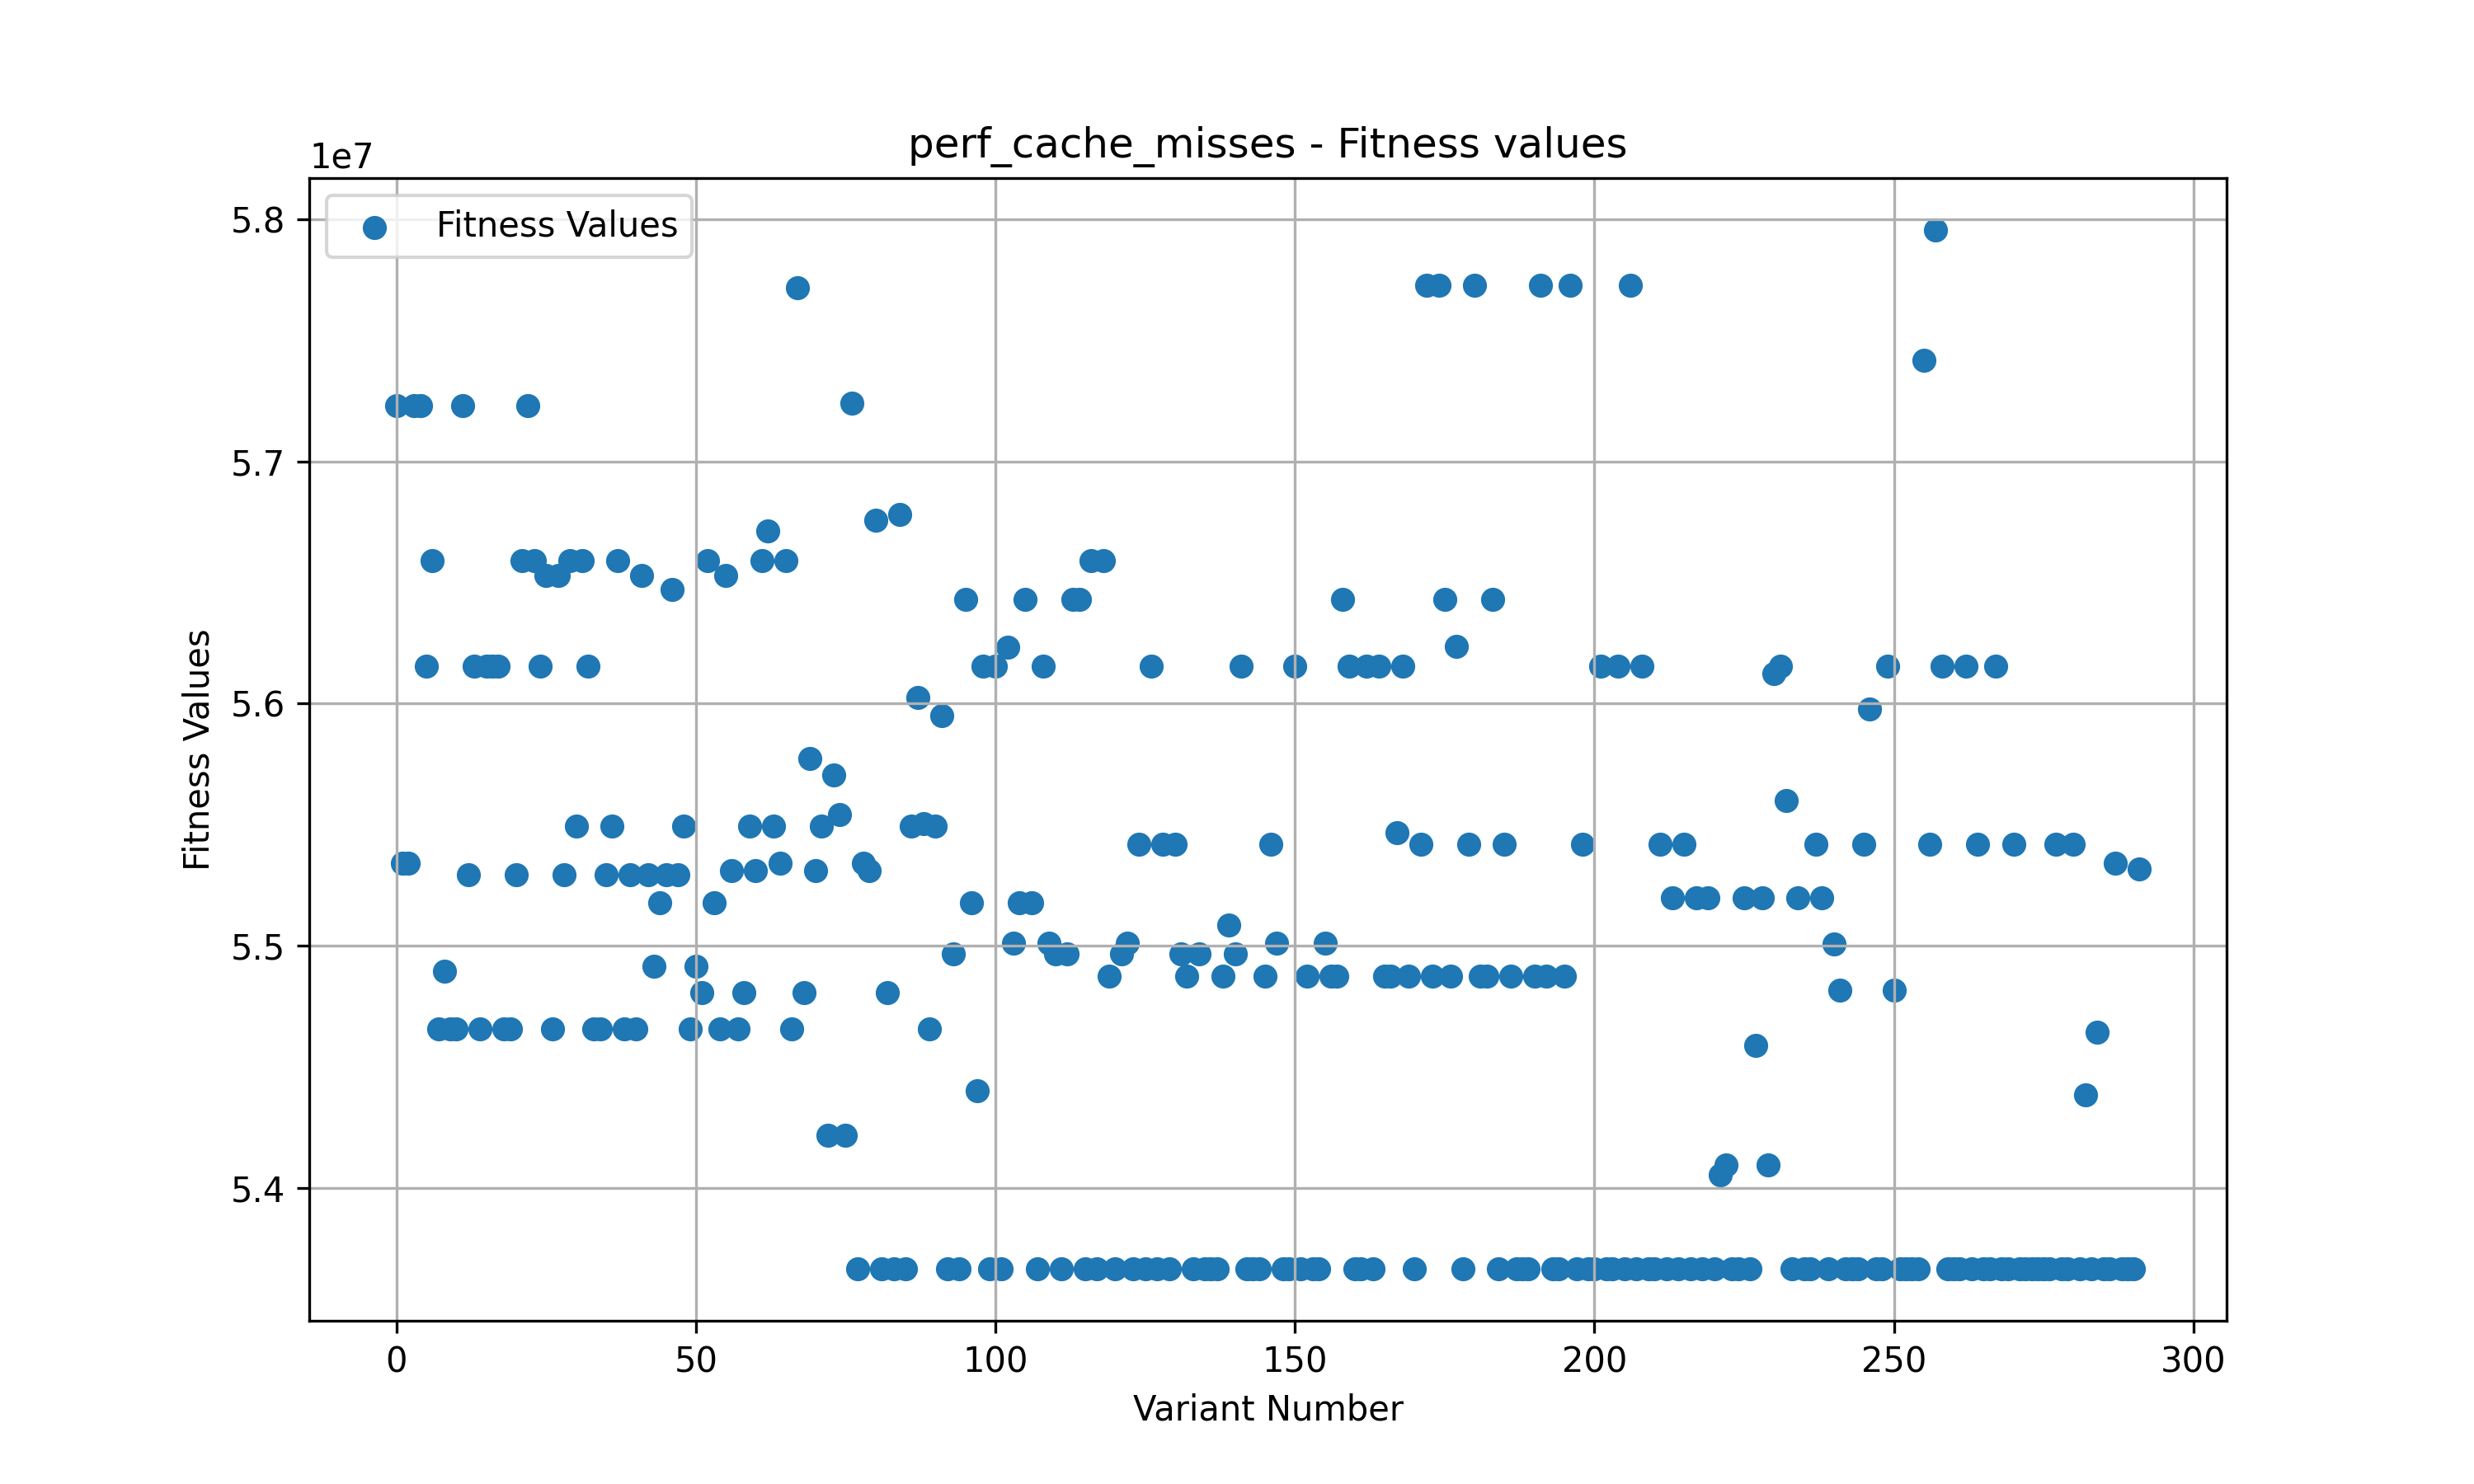 perf_cache_misses - Fitness values
1e7
Fitness Values
5.8
5.7
5.6
5.5
5.4
Fitness Values
0 50 100 150 200 250 300
Variant Number